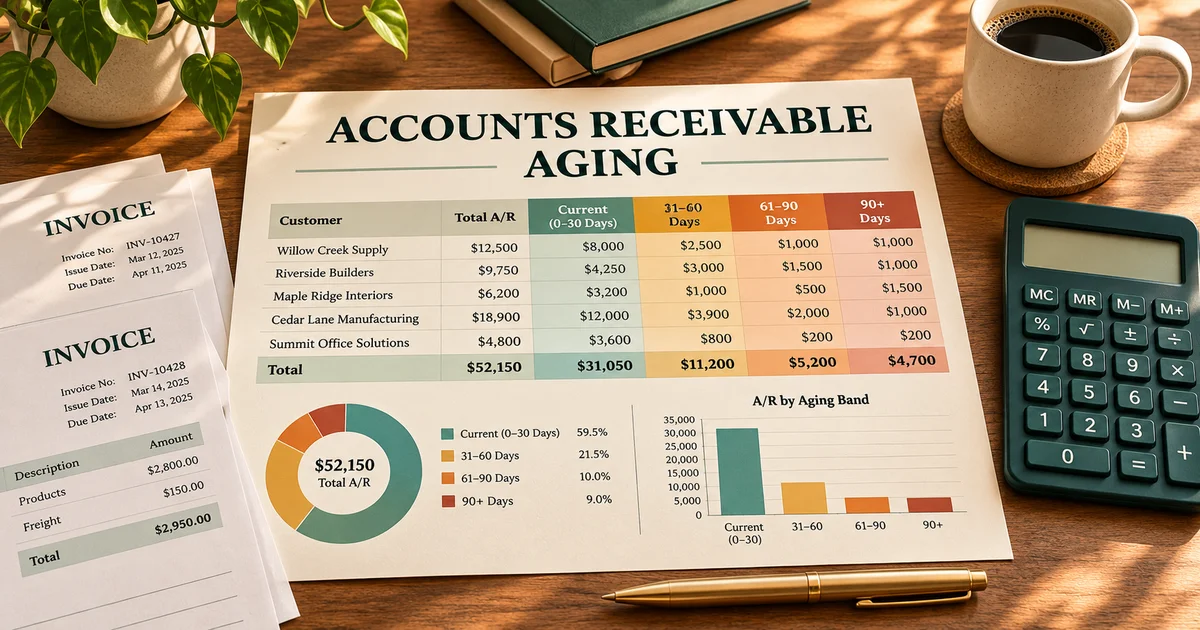 ACCOUNTS RECEIVABLE
AGING
Customer Total A/R Current (0–30 Days) 31–60 Days 61–90 Days 90+ Days
Willow Creek Supply $12,500 $8,000 $2,500 $1,000 $1,000
Riverside Builders $9,750 $4,250 $3,000 $1,500 $1,000
Maple Ridge Interiors $6,200 $3,200 $1,000 $500 $1,500
Cedar Lane Manufacturing $18,900 $12,000 $3,900 $2,000 $1,000
Summit Office Solutions $4,800 $3,600 $800 $200 $200
Total $52,150 $31,050 $11,200 $5,200 $4,700
$52,150
Total A/R
Current (0–30 Days) 59.5%
31–60 Days 21.5%
61–90 Days 10.0%
90+ Days 9.0%
A/R by Aging Band
35,000
30,000
25,000
20,000
15,000
10,000
5,000
0
Current (0–30) 31–60 61–90 90+
INVOICE
Invoice No: INV-10427
Issue Date: Mar 12, 2025
Due Date: Apr 11, 2025
INVOICE
Invoice No: INV-10428
Issue Date: Mar 14, 2025
Due Date: Apr 13, 2025
Description Amount
Products $2,800.00
Freight $150.00
Total $2,950.00
MC MR M− M+
% √ ± ÷
7 8 9 ×
4 5 6 −
1 2 3 +
0 =